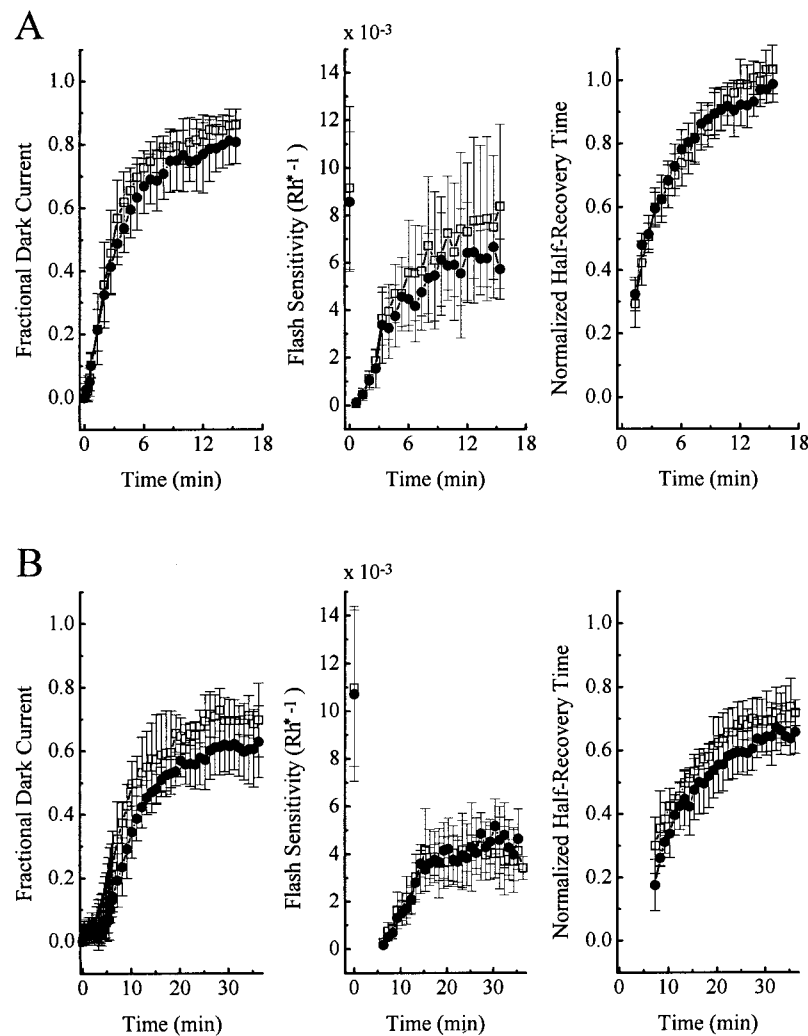 A
Fractional Dark Current
1.0
0.8
0.6
0.4
0.2
0.0
0 6 12 18
Time (min)
x 10-3
Flash Sensitivity (Rh* -1 )
14
12
10
8
6
4
2
0
0 6 12 18
Time (min)
Normalized Half-Recovery Time
1.0
0.8
0.6
0.4
0.2
0.0
0 6 12 18
Time (min)
B
Fractional Dark Current
1.0
0.8
0.6
0.4
0.2
0.0
0 10 20 30
Time (min)
x 10-3
Flash Sensitivity (Rh* -1 )
14
12
10
8
6
4
2
0
0 10 20 30
Time (min)
Normalized Half-Recovery Time
1.0
0.8
0.6
0.4
0.2
0.0
0 10 20 30
Time (min)